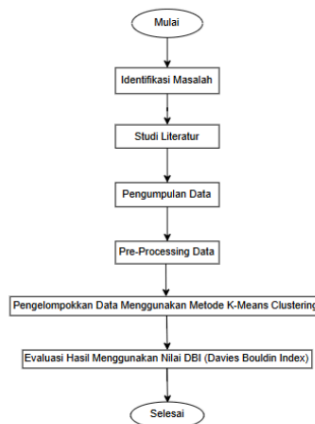 Mulai
Identifikasi Masalah
Studi Literatur
Pengumpulan Data
Pre-Processing Data
Pengelompokkan Data Menggunakan Metode K-Means Clustering
Evaluasi Hasil Menggunakan Nilai DBI (Davies Bouldin Index)
Selesai